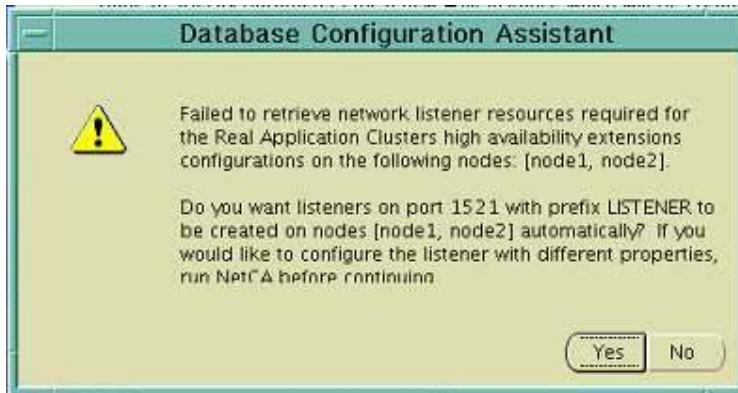 Database Configuration Assistant
Failed to retrieve network listener resources required for
the Real Application Clusters high availability extensions
configurations on the following nodes: [node1, node2].
Do you want listeners on port 1521 with prefix LISTENER to
be created on nodes [node1, node2] automatically? If you
would like to configure the listener with different properties,
run NetCA before continuing
Yes No